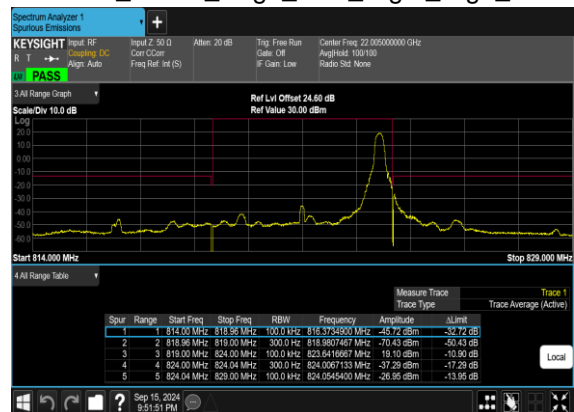 Spectrum Analyzer 1
Spurious Emissions
KEYSIGHT Input: RF Input Z: 50 Ω Atten: 20 dB Trig: Free Run Center Freq: 22.005000000 GHz
R T Coupling: DC Corr CCorr Gate: Off Avg|Hold: 100/100
Align: Auto Freq Ref: Int (S) IF Gain: Low Radio Std: None
PASS
3 All Range Graph
Ref Lvl Offset 24.60 dB
Scale/Div 10.0 dB Ref Value 30.00 dBm
Log
20.0
10.0
0.00
-10.0
-20.0
-30.0
-40.0
-50.0
-60.0
Start 814.000 MHz Stop 829.000 MHz
4 All Range Table
Measure Trace Trace 1
Trace Type Trace Average (Active)
Spur Range Start Freq Stop Freq RBW Frequency Amplitude ΔLimit
1 1 814.00 MHz 818.96 MHz 100.0 kHz 816.3734900 MHz -45.72 dBm -32.72 dB
2 2 818.96 MHz 819.00 MHz 300.0 Hz 818.9807467 MHz -70.43 dBm -50.43 dB
3 3 819.00 MHz 824.00 MHz 100.0 kHz 823.6416667 MHz 19.10 dBm -10.90 dB
4 4 824.00 MHz 824.04 MHz 300.0 Hz 824.0067133 MHz -37.29 dBm -17.29 dB
5 5 824.04 MHz 829.00 MHz 100.0 kHz 824.0545400 MHz -26.95 dBm -13.95 dB
Local
Sep 15, 2024
9:51:51 PM